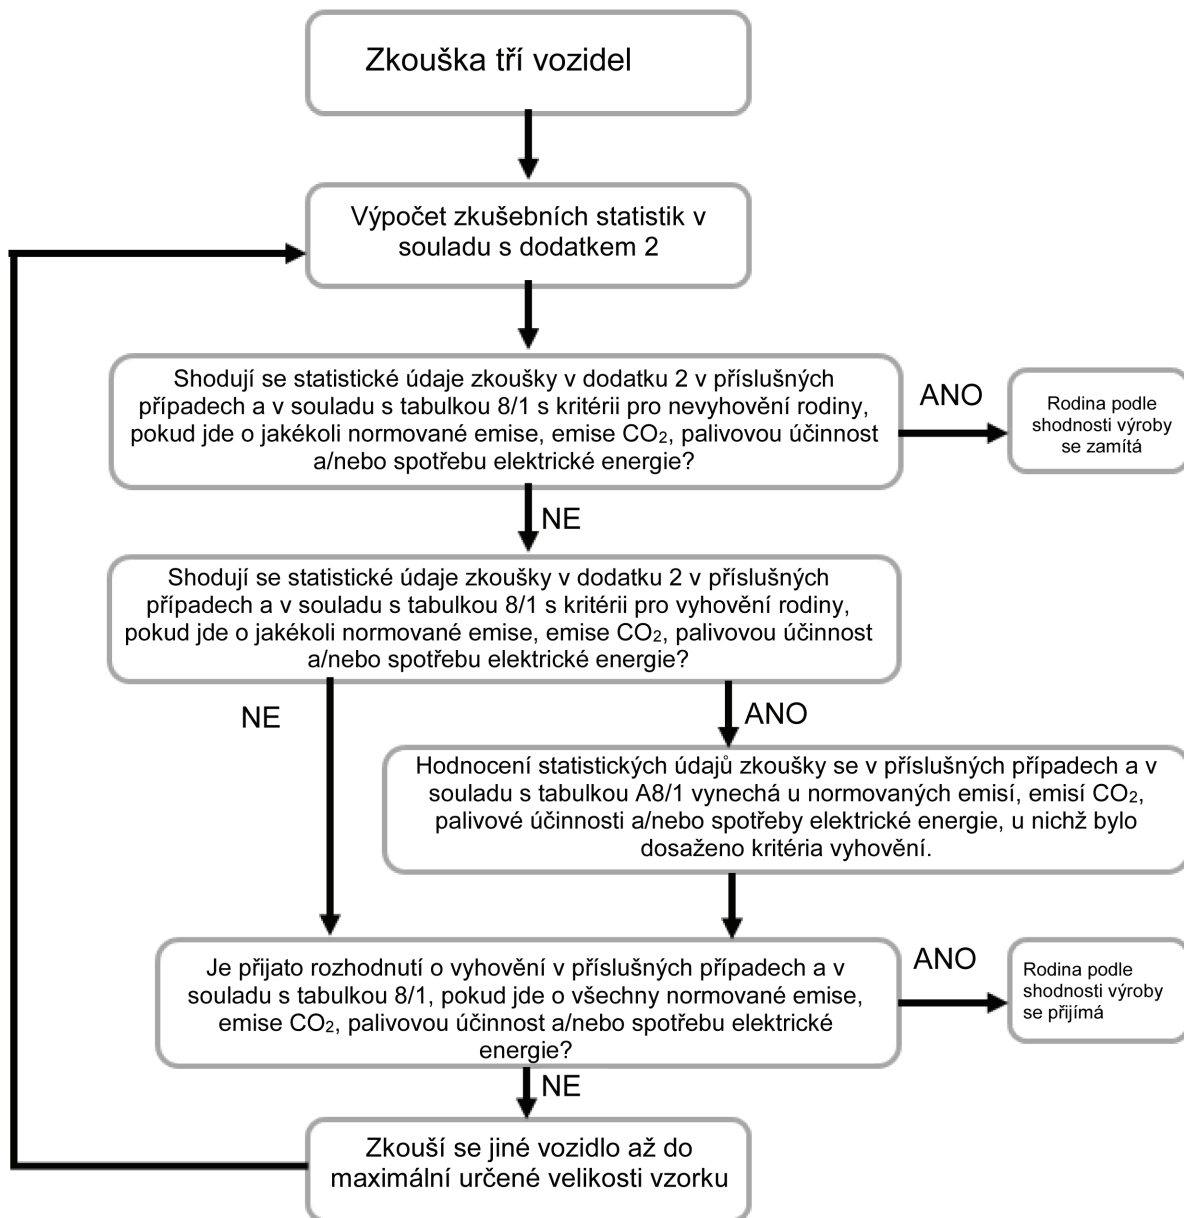 Zkouška tří vozidel
Výpočet zkušebních statistik v
souladu s dodatkem 2
Shodují se statistické údaje zkoušky v dodatku 2 v příslušných
případech a v souladu s tabulkou 8/1 s kritérii pro nevyhovění rodiny,
pokud jde o jakékoli normované emise, emise CO₂, palivovou účinnost
a/nebo spotřebu elektrické energie?
ANO
Rodina podle
shodnosti výroby
se zamítá
NE
Shodují se statistické údaje zkoušky v dodatku 2 v příslušných
případech a v souladu s tabulkou 8/1 s kritérii pro vyhovění rodiny,
pokud jde o jakékoli normované emise, emise CO₂, palivovou účinnost
a/nebo spotřebu elektrické energie?
NE
ANO
Hodnocení statistických údajů zkoušky se v příslušných případech a v
souladu s tabulkou A8/1 vynechá u normovaných emisí, emisí CO₂,
palivové účinnosti a/nebo spotřeby elektrické energie, u nichž bylo
dosaženo kritéria vyhovění.
Je přijato rozhodnutí o vyhovění v příslušných případech a v
souladu s tabulkou 8/1, pokud jde o všechny normované emise,
emise CO₂, palivovou účinnost a/nebo spotřebu elektrické
energie?
ANO
Rodina podle
shodnosti výroby
se přijímá
NE
Zkouší se jiné vozidlo až do
maximální určené velikosti vzorku